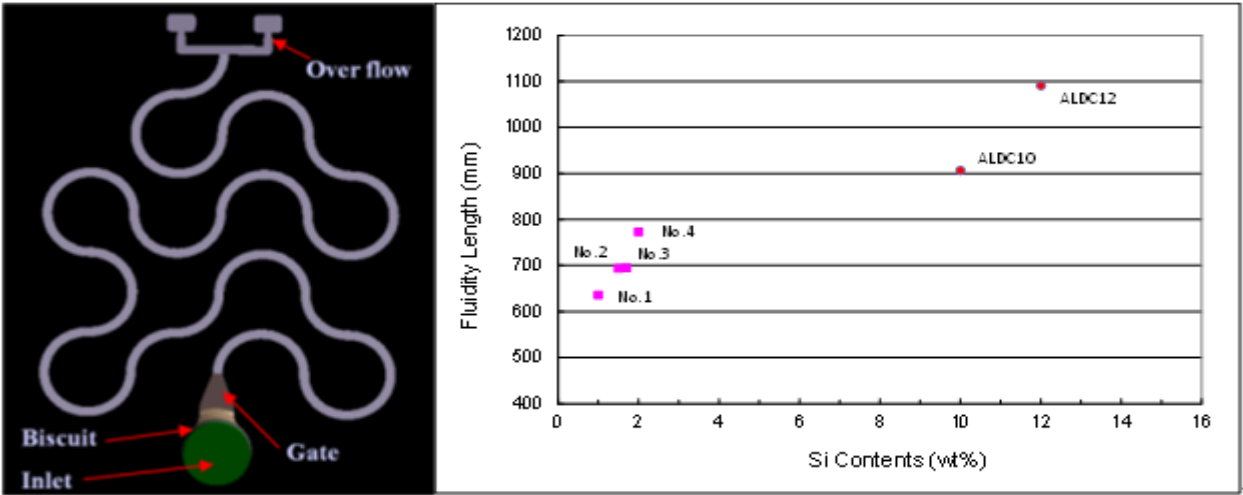 Over flow
Biscuit
Gate
Inlet
1200
1100
1000
900
800
700
600
500
400
0
2
4
6
8
10
12
14
16
Fluidity Length (mm)
Si Contents (wt%)
ALDC12
ALDC10
No.4
No.2
No.3
No.1